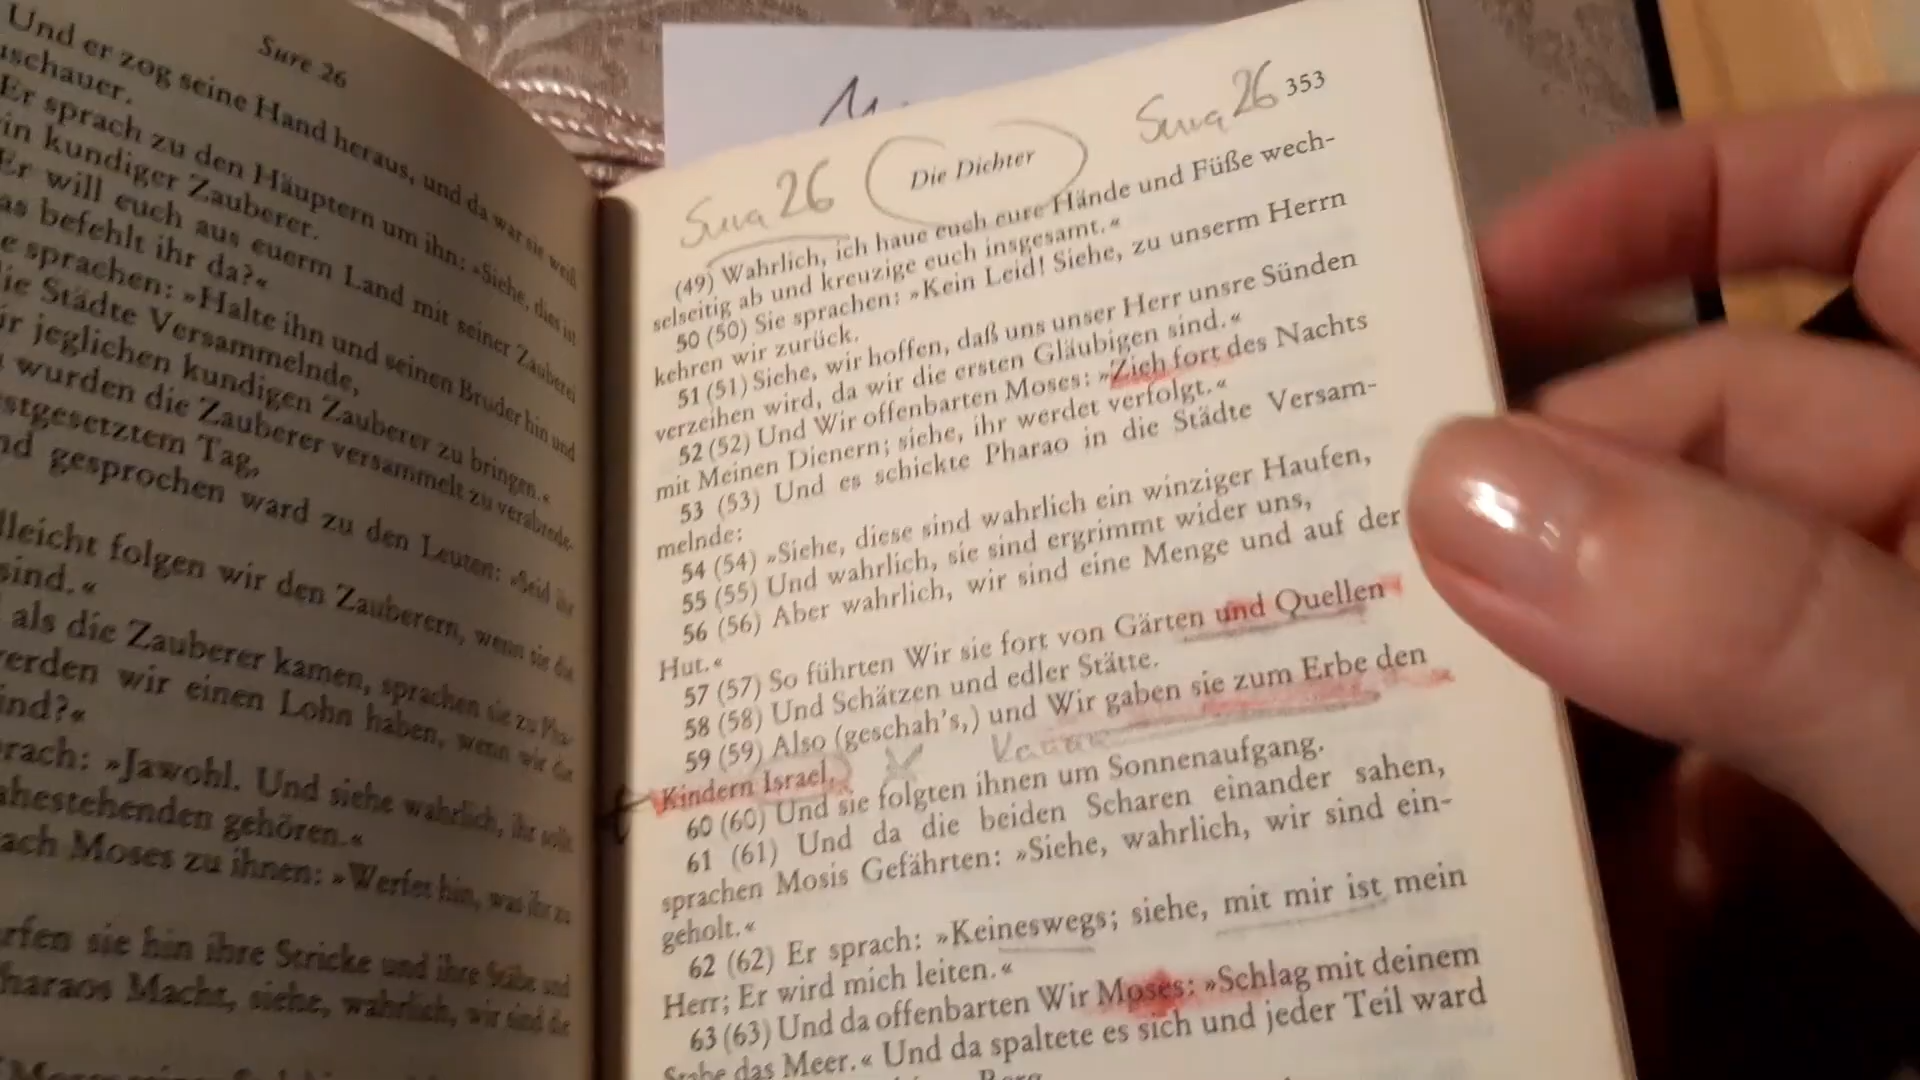 Sure 26
Und er zog seine Hand heraus, und da war sie weiß
uschauer.
Er sprach zu den Häuptern um ihn: »Siehe, dies ist
in kundiger Zauberer.
Er will euch aus euerm Land mit seiner Zauberei
as befehlt ihr da?«
e sprachen: »Halte ihn und seinen Bruder hin und
ie Städte Versammelnde,
ir jeglichen kundigen Zauberer zu bringen.«
wurden die Zauberer versammelt zu verabrede-
stgesetztem Tag,
nd gesprochen ward zu den Leuten: »Seid ihr
lleicht folgen wir den Zauberern, wenn sie die
sind.«
als die Zauberer kamen, sprachen sie zu Pha-
werden wir einen Lohn haben, wenn wir die
ind?«
prach: »Jawohl. Und siehe wahrlich, ihr sollt
ahestehenden gehören.«
ach Moses zu ihnen: »Werfet hin, was ihr zu
rfen sie hin ihre Stricke und ihre Stäbe und
haraos Macht, siehe, wahrlich, wir sind die
Sura 26 353
Sura 26 Die Dichter
(49) Wahrlich, ich haue euch eure Hände und Füße wech-
selseitig ab und kreuzige euch insgesamt.«
50 (50) Sie sprachen: »Kein Leid! Siehe, zu unserm Herrn
kehren wir zurück.
51 (51) Siehe, wir hoffen, daß uns unser Herr unsre Sünden
verzeihen wird, da wir die ersten Gläubigen sind.«
52 (52) Und Wir offenbarten Moses: »Zieh fort des Nachts
mit Meinen Dienern; siehe, ihr werdet verfolgt.«
53 (53) Und es schickte Pharao in die Städte Versam-
melnde:
54 (54) »Siehe, diese sind wahrlich ein winziger Haufen,
55 (55) Und wahrlich, sie sind ergrimmt wider uns,
56 (56) Aber wahrlich, wir sind eine Menge und auf der
Hut.«
57 (57) So führten Wir sie fort von Gärten und Quellen
58 (58) Und Schätzen und edler Stätte.
59 (59) Also (geschah's,) und Wir gaben sie zum Erbe den
Kindern Israel.
60 (60) Und sie folgten ihnen um Sonnenaufgang.
61 (61) Und da die beiden Scharen einander sahen,
sprachen Mosis Gefährten: »Siehe, wahrlich, wir sind ein-
geholt.«
62 (62) Er sprach: »Keineswegs; siehe, mit mir ist mein
Herr; Er wird mich leiten.«
63 (63) Und da offenbarten Wir Moses: »Schlag mit deinem
Stabe das Meer.« Und da spaltete es sich und jeder Teil ward
Berg